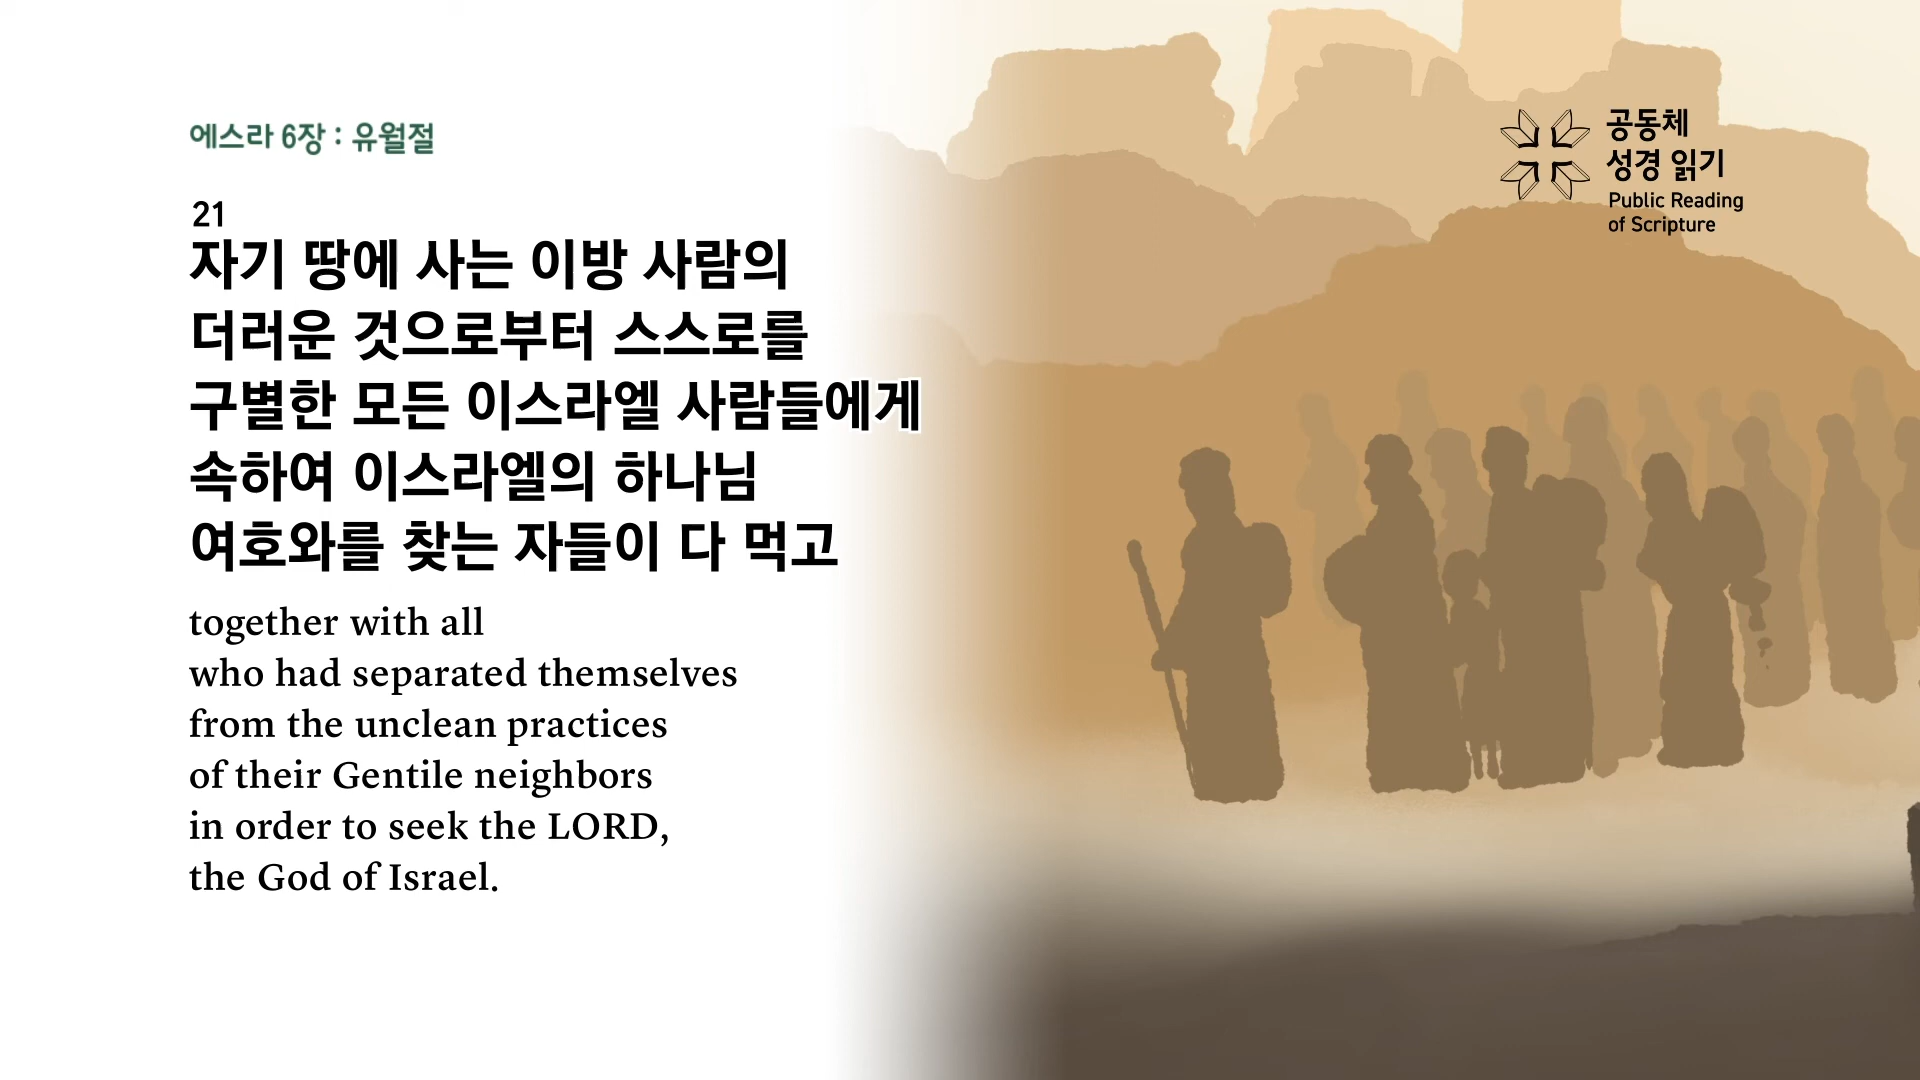 에스라 6장 : 유월절
21
자기 땅에 사는 이방 사람의
더러운 것으로부터 스스로를
구별한 모든 이스라엘 사람들에게
속하여 이스라엘의 하나님
여호와를 찾는 자들이 다 먹고
together with all
who had separated themselves
from the unclean practices
of their Gentile neighbors
in order to seek the LORD,
the God of Israel.
공동체
성경 읽기
Public Reading
of Scripture